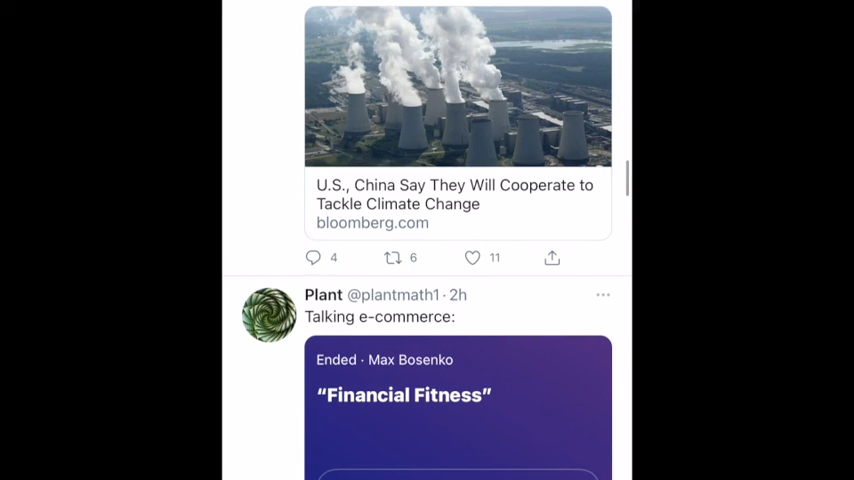 U.S., China Say They Will Cooperate to
Tackle Climate Change
bloomberg.com
4 6 11
Plant @plantmath1 · 2h
Talking e-commerce:
Ended · Max Bosenko
“Financial Fitness”